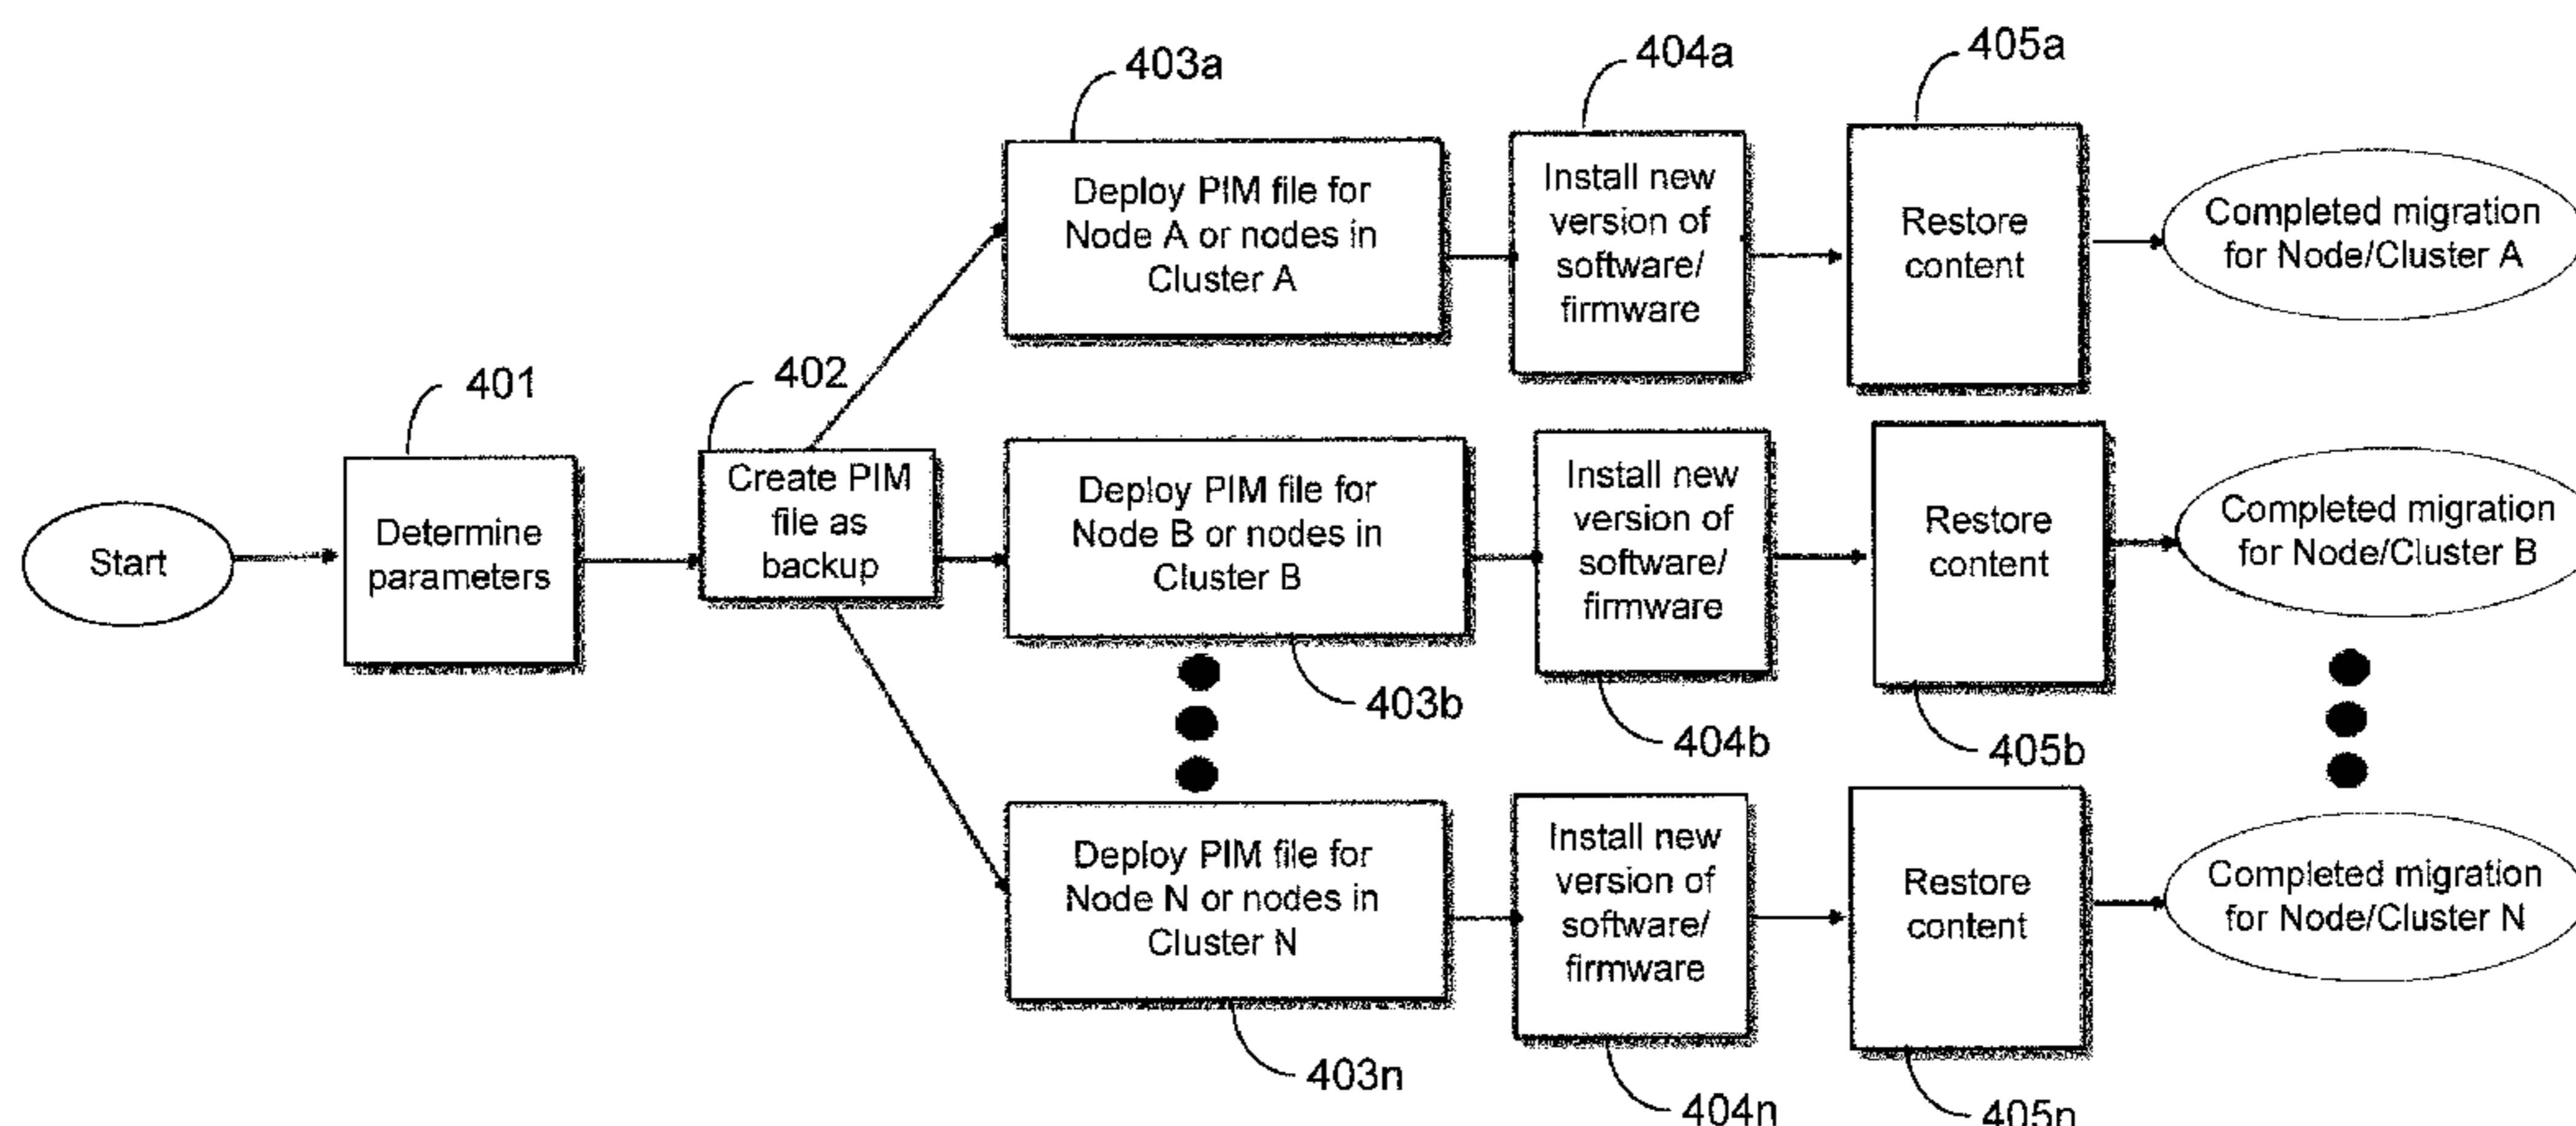 403a
404a
405a
Deploy PIM file for
Node A or nodes in
Cluster A
Install new
version of
software/
firmware
Restore
content
Completed migration
for Node/Cluster A
401
402
Start
Determine
parameters
Create PIM
file as
backup
Deploy PIM file for
Node B or nodes in
Cluster B
Install new
version of
software/
firmware
Restore
content
Completed migration
for Node/Cluster B
403b
404b
405b
Deploy PIM file for
Node N or nodes in
Cluster N
Install new
version of
software/
firmware
Restore
content
Completed migration
for Node/Cluster N
403n
404n
405n